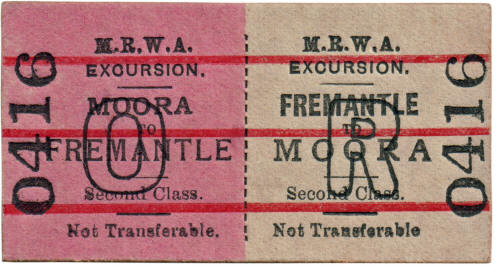 0416
M.R.W.A.
EXCURSION.
MOORA
TO
FREMANTLE
O
Second Class.
Not Transferable.
M.R.W.A.
EXCURSION.
FREMANTLE
TO
MOORA
R
Second Class.
Not Transferable
0416